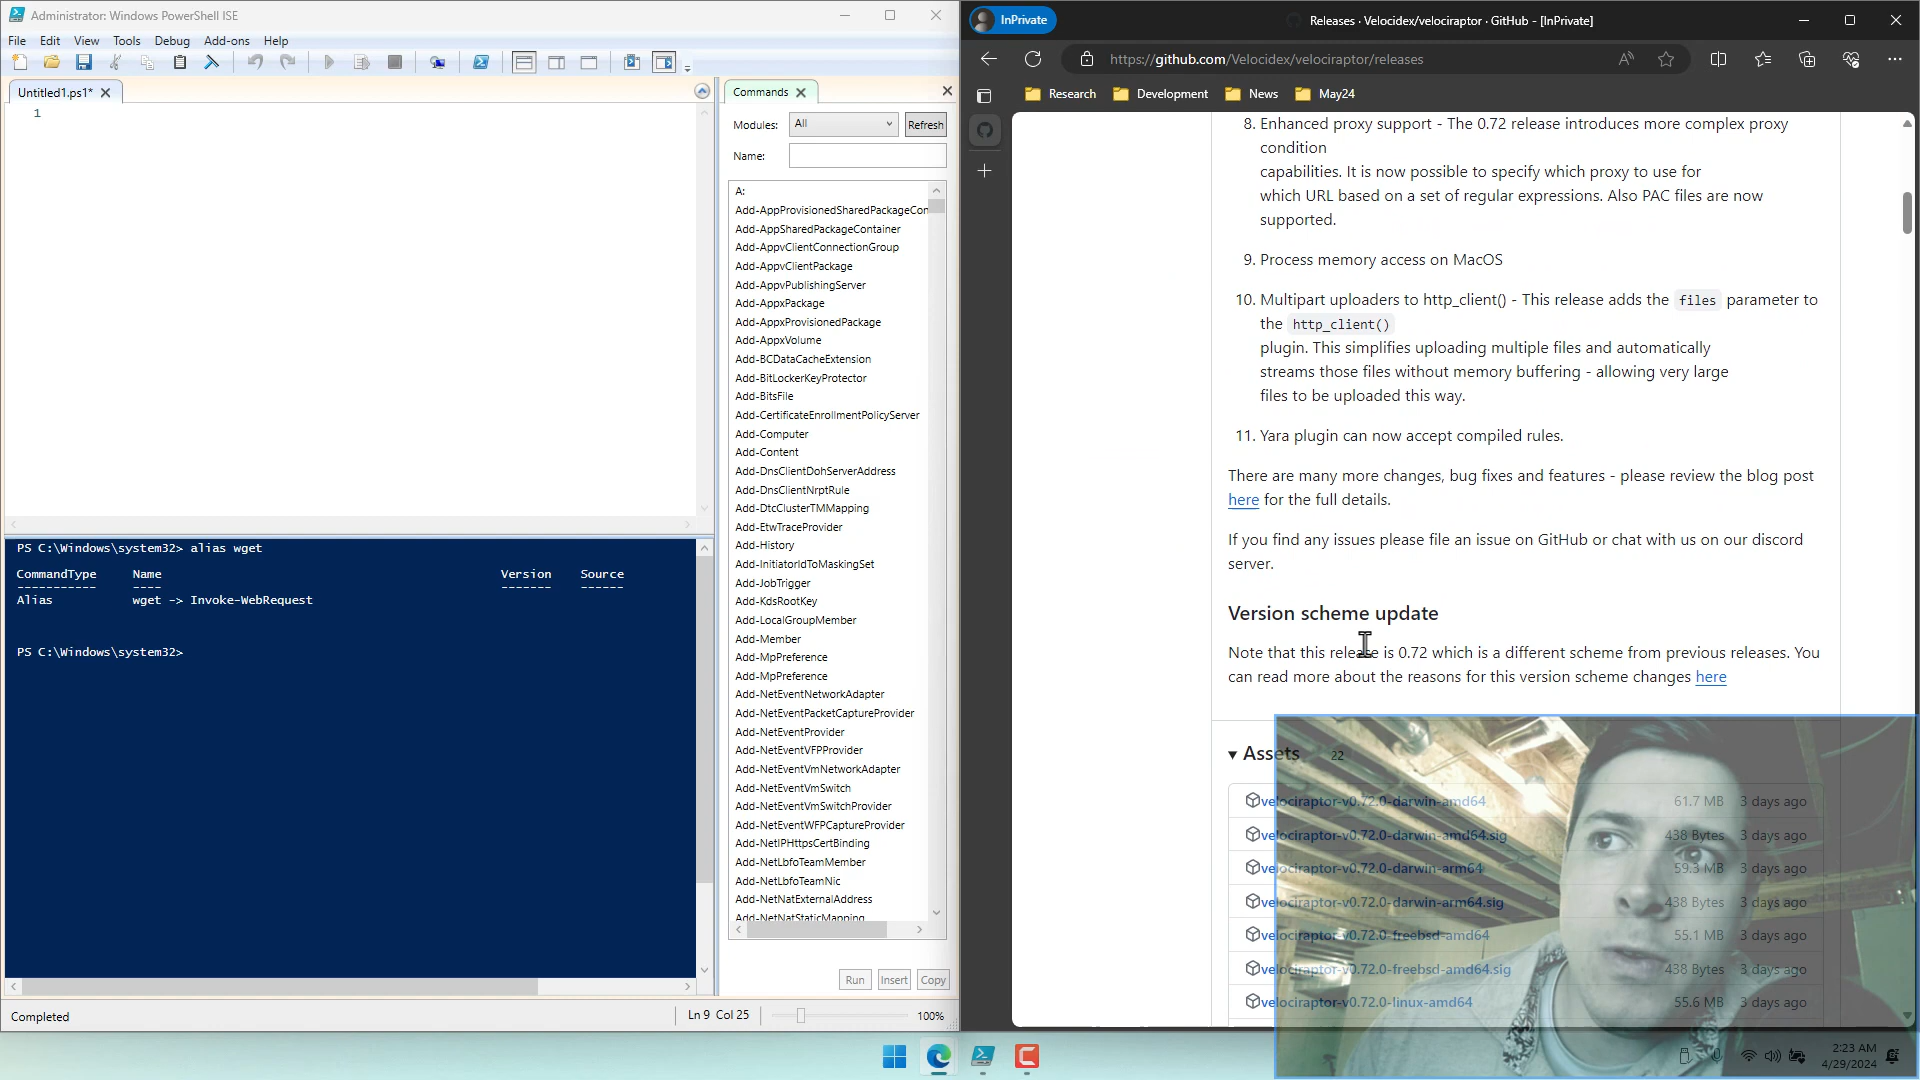 Administrator: Windows PowerShell ISE
File Edit View Tools Debug Add-ons Help
Untitled1.ps1*
1
PS C:\Windows\system32> alias wget
CommandType Name Version Source
----------- ---- ------- ------
Alias wget -> Invoke-WebRequest
PS C:\Windows\system32>
Completed
Ln 9 Col 25
100%
Commands
Modules: All Refresh
Name:
A:
Add-AppProvisionedSharedPackageCon
Add-AppSharedPackageContainer
Add-AppvClientConnectionGroup
Add-AppvClientPackage
Add-AppvPublishingServer
Add-AppxPackage
Add-AppxProvisionedPackage
Add-AppxVolume
Add-BCDataCacheExtension
Add-BitLockerKeyProtector
Add-BitsFile
Add-CertificateEnrollmentPolicyServer
Add-Computer
Add-Content
Add-DnsClientDohServerAddress
Add-DnsClientNrptRule
Add-DtcClusterTMMapping
Add-EtwTraceProvider
Add-History
Add-InitiatorIdToMaskingSet
Add-JobTrigger
Add-KdsRootKey
Add-LocalGroupMember
Add-Member
Add-MpPreference
Add-MpPreference
Add-NetEventNetworkAdapter
Add-NetEventPacketCaptureProvider
Add-NetEventProvider
Add-NetEventVFPProvider
Add-NetEventVmNetworkAdapter
Add-NetEventVmSwitch
Add-NetEventVmSwitchProvider
Add-NetEventWFPCaptureProvider
Add-NetIPHttpsCertBinding
Add-NetLbfoTeamMember
Add-NetLbfoTeamNic
Add-NetNatExternalAddress
Add-NetNatStaticMapping
Run Insert Copy
InPrivate
Releases · Velocidex/velociraptor · GitHub - [InPrivate]
https://github.com/Velocidex/velociraptor/releases
Research Development News May24
8. Enhanced proxy support - The 0.72 release introduces more complex proxy
condition
capabilities. It is now possible to specify which proxy to use for
which URL based on a set of regular expressions. Also PAC files are now
supported.
9. Process memory access on MacOS
10. Multipart uploaders to http_client() - This release adds the files parameter to
the http_client()
plugin. This simplifies uploading multiple files and automatically
streams those files without memory buffering - allowing very large
files to be uploaded this way.
11. Yara plugin can now accept compiled rules.
There are many more changes, bug fixes and features - please review the blog post
here for the full details.
If you find any issues please file an issue on GitHub or chat with us on our discord
server.
Version scheme update
Note that this release is 0.72 which is a different scheme from previous releases. You
can read more about the reasons for this version scheme changes here
Assets 22
velociraptor-v0.72.0-darwin-amd64 61.7 MB 3 days ago
velociraptor-v0.72.0-darwin-amd64.sig 438 Bytes 3 days ago
velociraptor-v0.72.0-darwin-arm64 59.3 MB 3 days ago
velociraptor-v0.72.0-darwin-arm64.sig 438 Bytes 3 days ago
velociraptor-v0.72.0-freebsd-amd64 55.1 MB 3 days ago
velociraptor-v0.72.0-freebsd-amd64.sig 438 Bytes 3 days ago
velociraptor-v0.72.0-linux-amd64 55.6 MB 3 days ago
2:23 AM
4/29/2024